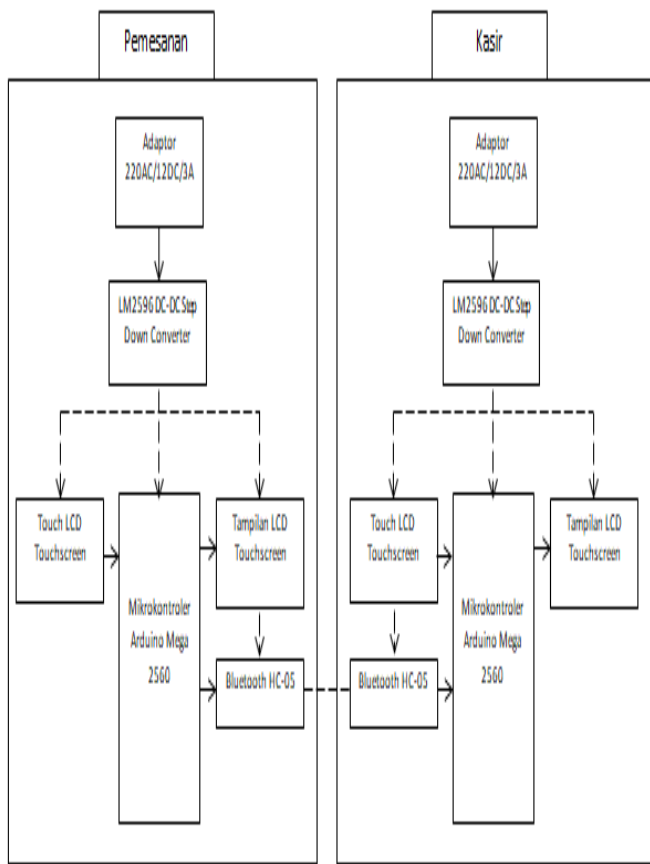 Pemesanan
Adaptor
220AC/12DC/3A
LM2596 DC-DC Step
Down Converter
Touch LCD
Touchscreen
Mikrokontroler
Arduino Mega
2560
Tampilan LCD
Touchscreen
Bluetooth HC-05
Kasir
Adaptor
220AC/12DC/3A
LM2596 DC-DC Step
Down Converter
Touch LCD
Touchscreen
Bluetooth HC-05
Mikrokontroler
Arduino Mega
2560
Tampilan LCD
Touchscreen